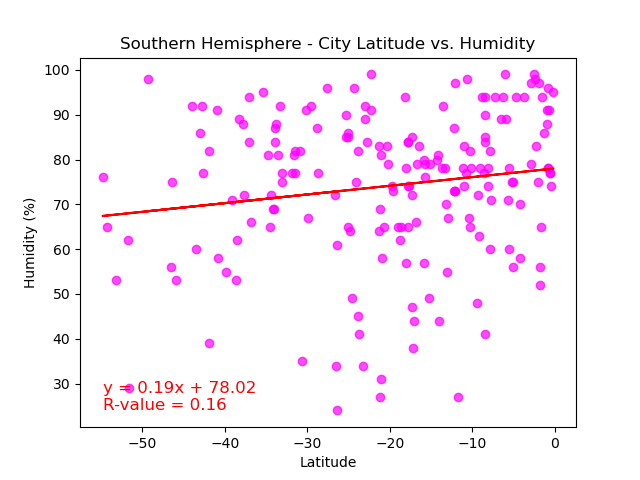 Southern Hemisphere - City Latitude vs. Humidity
100
90
80
70
60
50
40
30
Humidity (%)
y = 0.19x + 78.02
R-value = 0.16
−50 −40 −30 −20 −10 0
Latitude